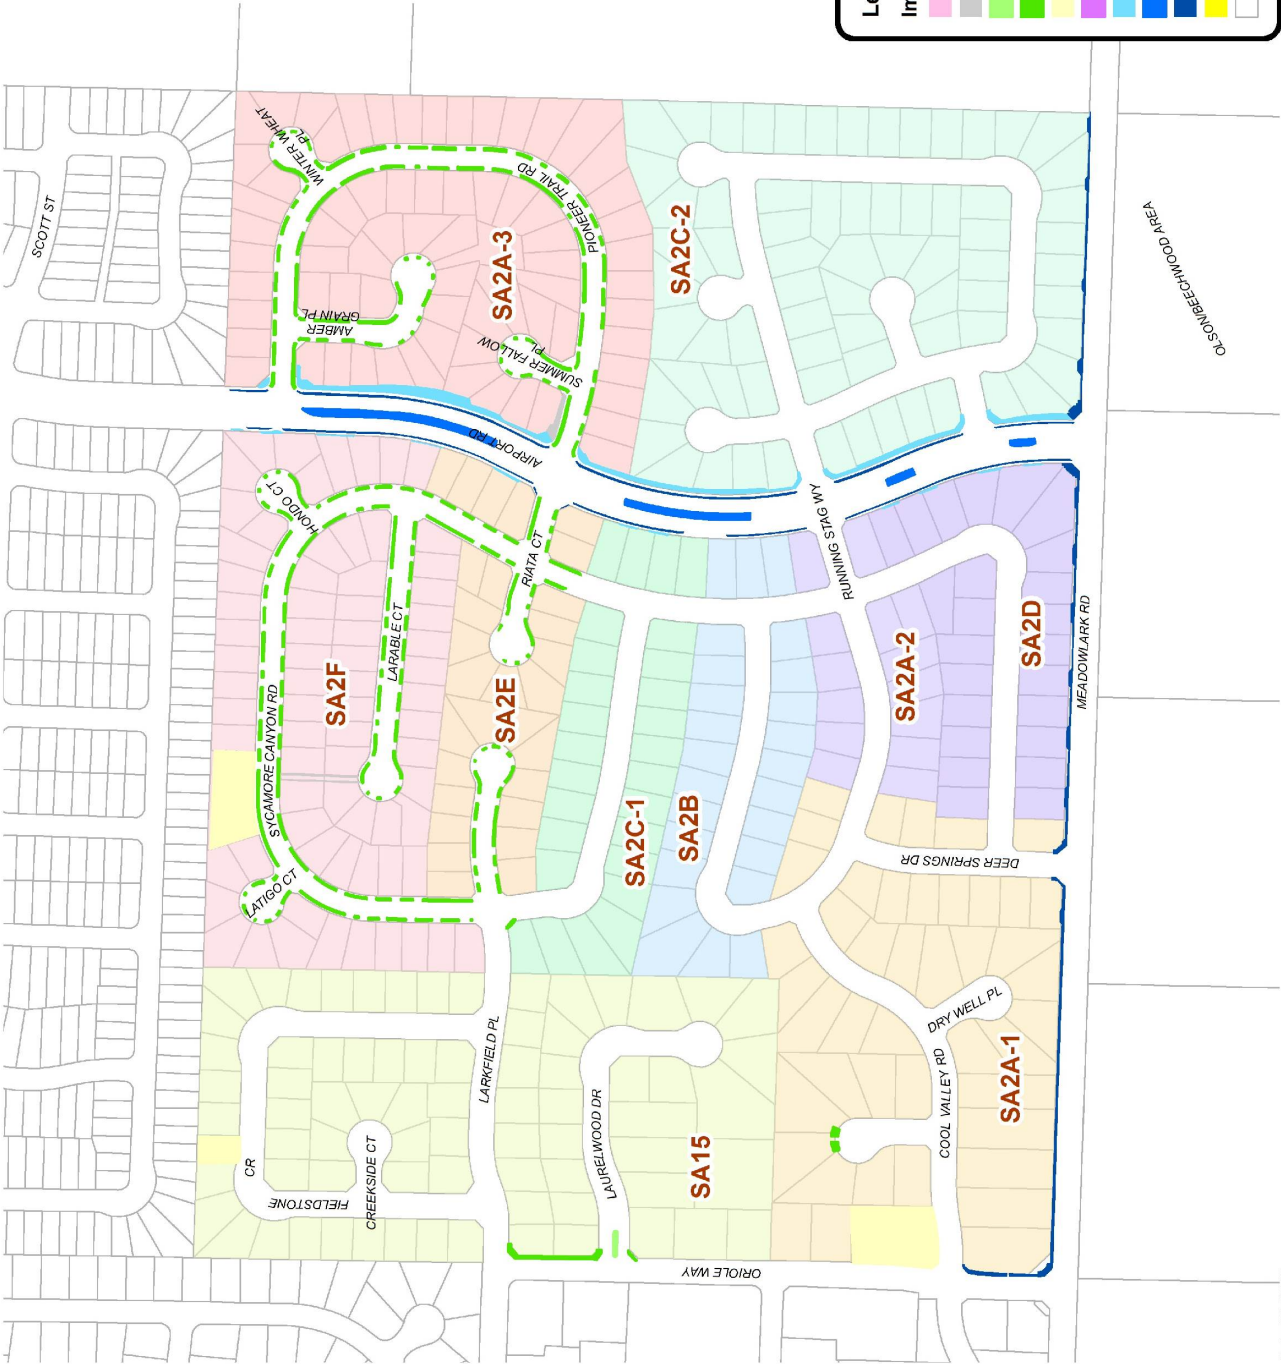 Le
Im
SCOTT ST
WINTER WHEAT
PL
PIONEER TRAIL RD
SA2A-3
AMBER
GRAIN PL
SUMMER FALLOW
PL
SA2C-2
OLSON/BEECHWOOD AREA
AIRPORT RD
HONDO CT
RIATA CT
RUNNING STAG WY
LARABLE CT
SA2F
SYCAMORE CANYON RD
SA2E
SA2A-2
SA2D
MEADOWLARK RD
SA2C-1
SA2B
DEER SPRINGS DR
LATIGO CT
LARKFIELD PL
DRY WELL PL
SA2A-1
COOL VALLEY RD
LAURELWOOD DR
SA15
CR
FIELDSTONE
CREEKSIDE CT
ORIOLE WAY